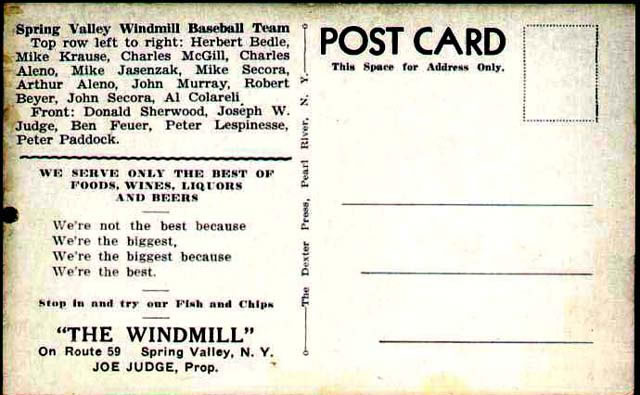 Spring Valley Windmill Baseball Team
Top row left to right: Herbert Bedle,
Mike Krause, Charles McGill, Charles
Aleno, Mike Jasenzak, Mike Secora,
Arthur Aleno, John Murray, Robert
Beyer, John Secora, Al Colareli
Front: Donald Sherwood, Joseph W.
Judge, Ben Feuer, Peter Lespinesse,
Peter Paddock.
WE SERVE ONLY THE BEST OF
FOODS, WINES, LIQUORS
AND BEERS
We're not the best because
We're the biggest,
We're the biggest because
We're the best.
Stop in and try our Fish and Chips
"THE WINDMILL"
On Route 59 Spring Valley, N. Y.
JOE JUDGE, Prop.
The Dexter Press, Pearl River, N. Y.
POST CARD
This Space for Address Only.